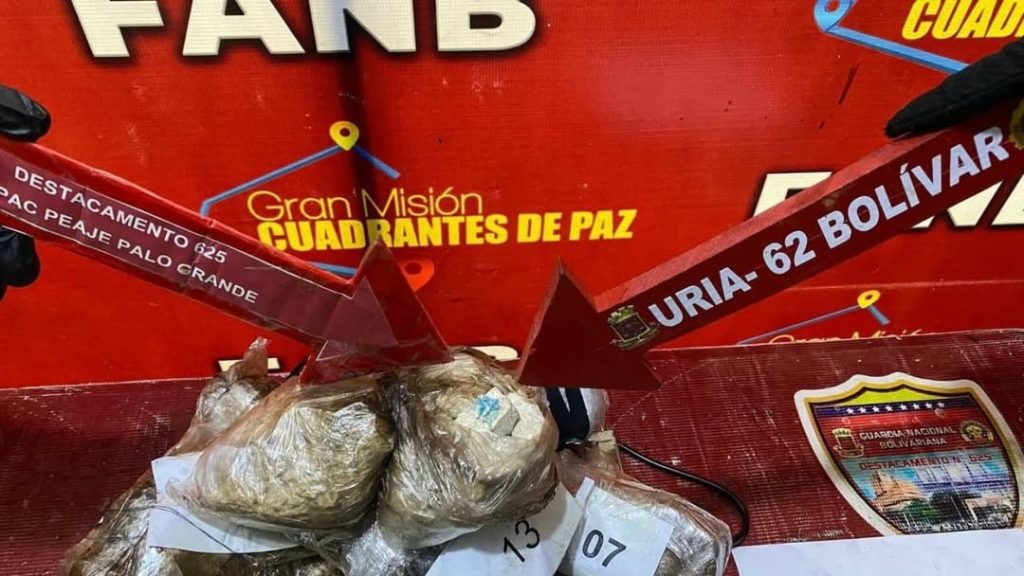 FANB
CUAD
Gran Misión
CUADRANTES DE PAZ
DESTACAMENTO 625
PAC PEAJE PALO GRANDE
URIA- 62 BOLÍVAR
GUARDIA NACIONAL
BOLIVARIANA
DESTACAMENTO N° 625
13
07